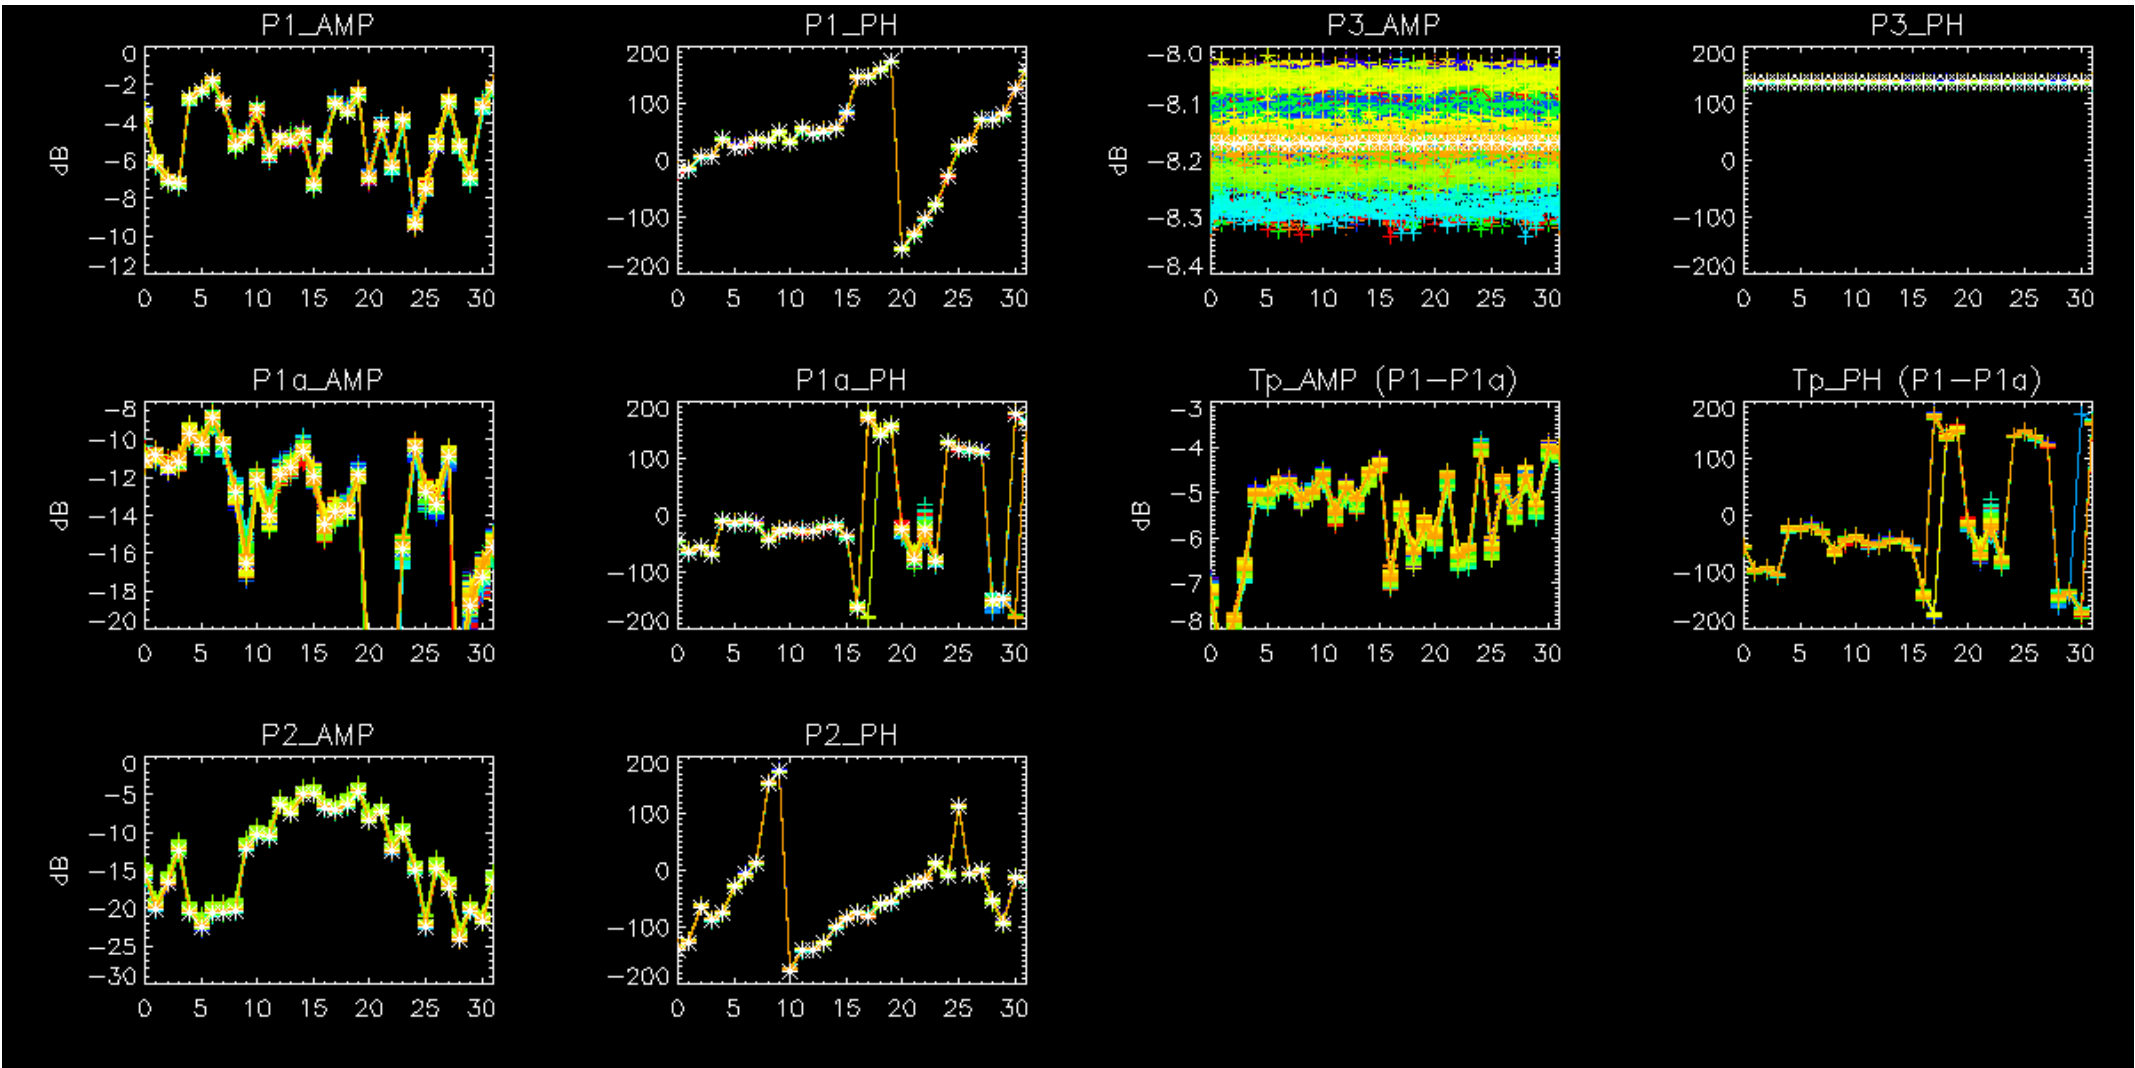 P1_AMP P1_PH P3_AMP P3_PH
0 200 -8.0 200
-2
-4 100 -8.1 100
dB -6 0 dB -8.2 0
-8 -100 -8.3 -100
-10
-12 -200 -8.4 -200
0 5 10 15 20 25 30 0 5 10 15 20 25 30 0 5 10 15 20 25 30 0 5 10 15 20 25 30
P1a_AMP P1a_PH Tp_AMP (P1-P1a) Tp_PH (P1-P1a)
-8 200 -3 200
-10 100 -4 100
-12
dB -14 0 dB -5 0
-16 -100 -6 -100
-18 -7
-20 -200 -8 -200
0 5 10 15 20 25 30 0 5 10 15 20 25 30 0 5 10 15 20 25 30 0 5 10 15 20 25 30
P2_AMP P2_PH
0 200
-5 100
-10
dB -15 0
-20 -100
-25
-30 -200
0 5 10 15 20 25 30 0 5 10 15 20 25 30